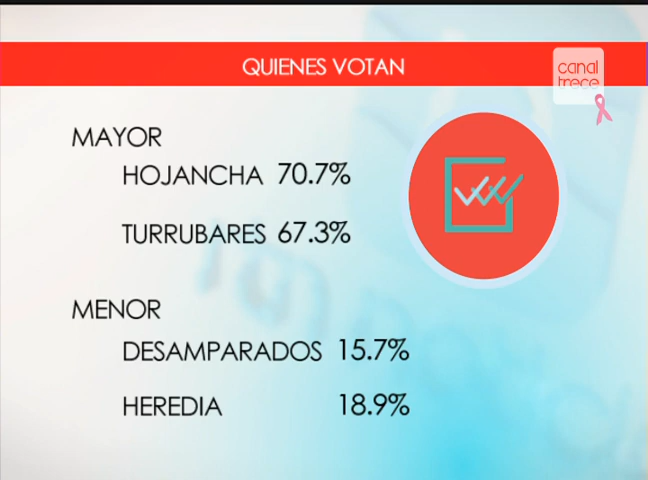 QUIENES VOTAN
canal
trece
MAYOR
HOJANCHA 70.7%
TURRUBARES 67.3%
MENOR
DESAMPARADOS 15.7%
HEREDIA 18.9%